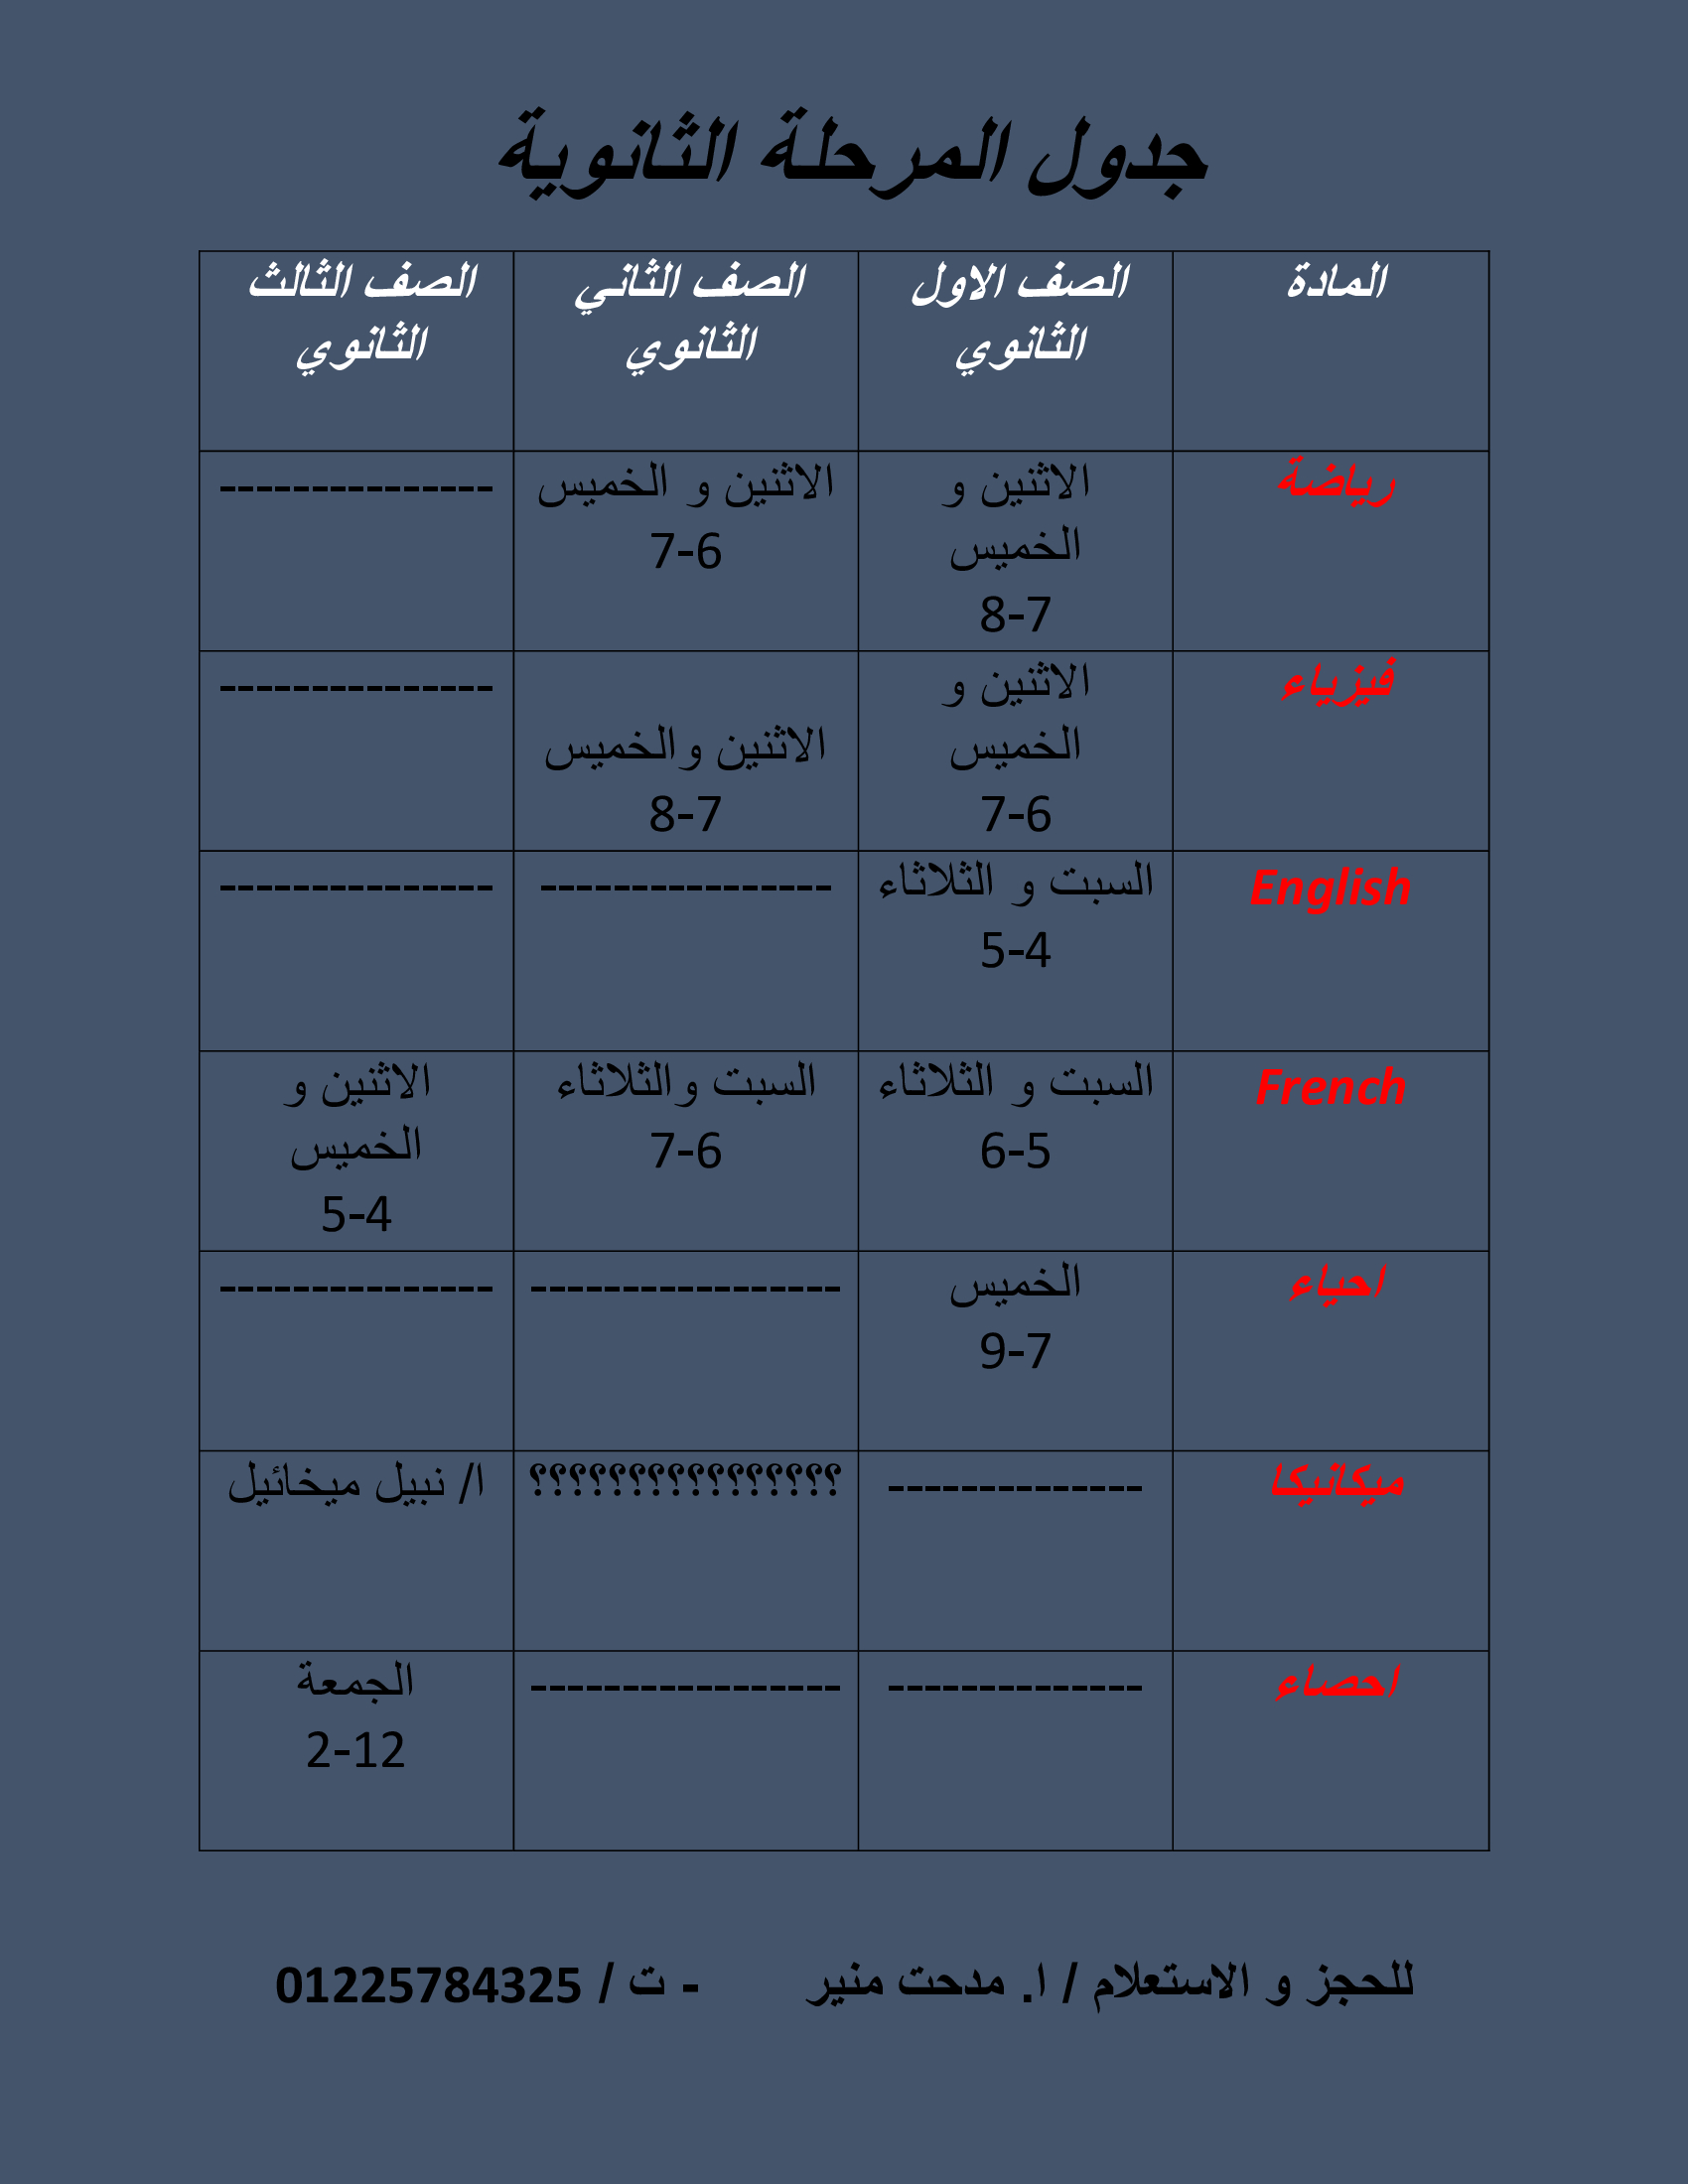 جدول المرحلة الثانوية
المادة
الصف الاول
الثانوي
الصف الثاني
الثانوي
الصف الثالث
الثانوي
رياضة
الاثنين و
الخميس
7-8
الاثنين و الخميس
6-7
---------------
فيزياء
الاثنين و
الخميس
6-7
الاثنين والخميس
7-8
---------------
English
السبت و الثلاثاء
4-5
----------------
---------------
French
السبت و الثلاثاء
5-6
السبت والثلاثاء
6-7
الاثنين و
الخميس
4-5
احياء
الخميس
7-9
-----------------
---------------
ميكانيكا
--------------
؟؟؟؟؟؟؟؟؟؟؟؟؟؟؟؟
ا/ نبيل ميخائيل
احصاء
--------------
-----------------
الجمعة
12-2
للحجز و الاستعلام / ا. مدحت منير - ت / 01225784325